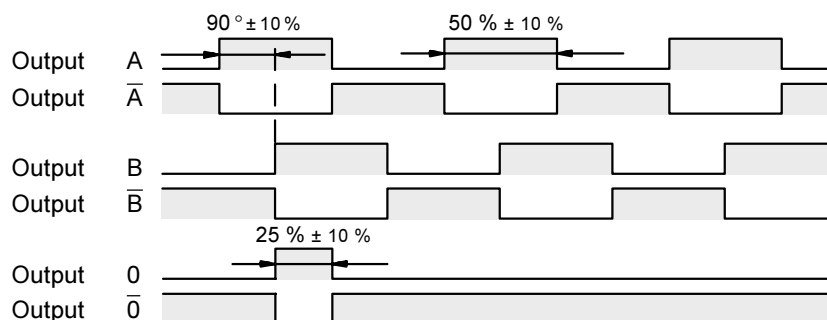 90° ± 10 % 50 % ± 10 %
Output A
Output A̅
Output B
Output B̅
25 % ± 10 %
Output 0
Output 0̅